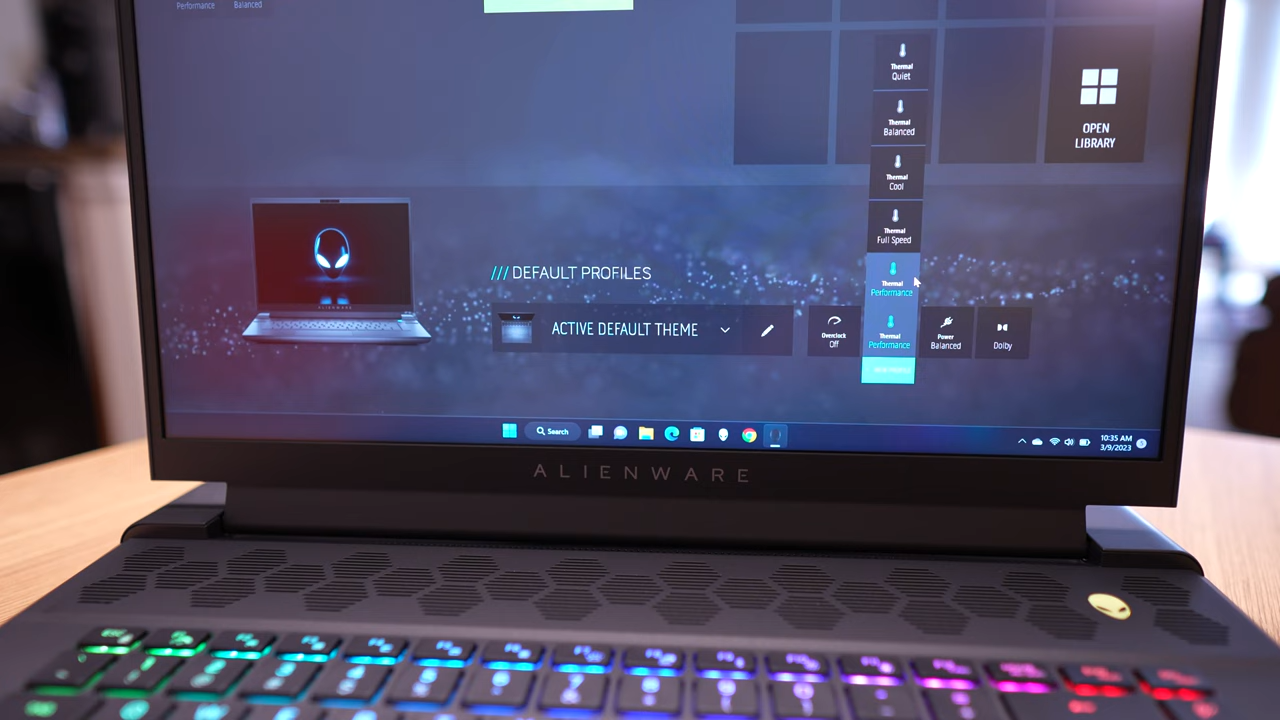 Performance
Balanced
Thermal
Quiet
Thermal
Balanced
Thermal
Cool
Thermal
Full Speed
Thermal
Performance
OPEN
LIBRARY
/// DEFAULT PROFILES
ACTIVE DEFAULT THEME
Overclock
Off
Thermal
Performance
Power
Balanced
Dolby
Search
10:35 AM
3/9/2023
ALIENWARE